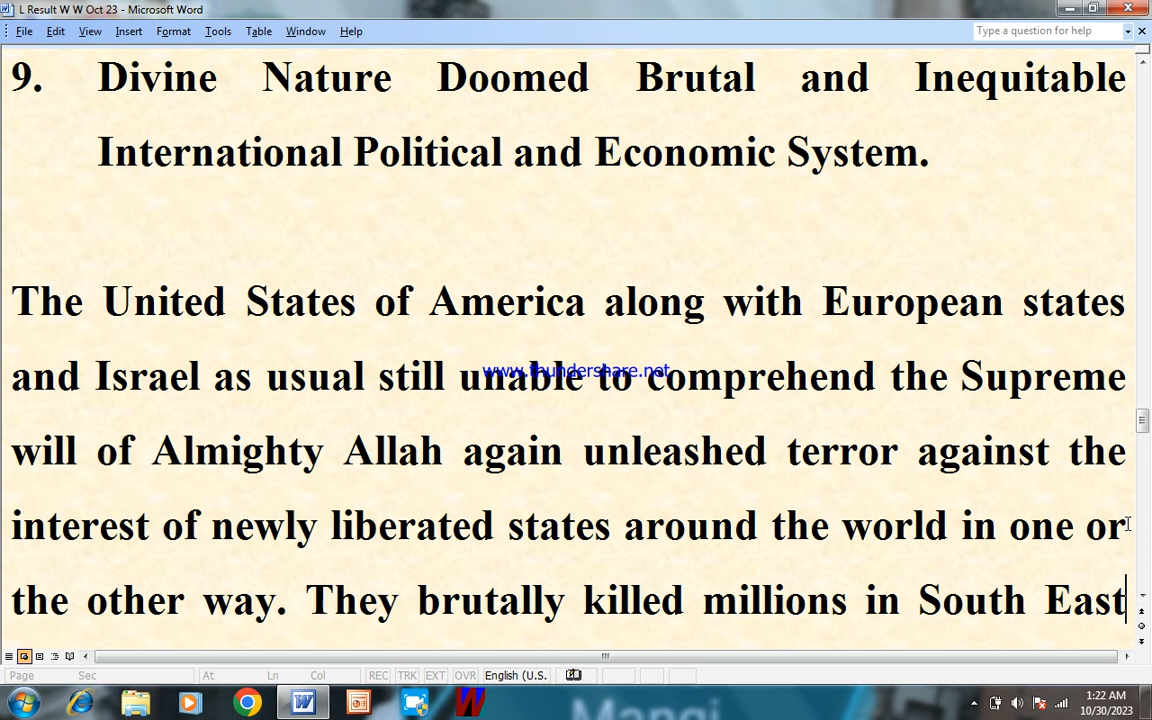 L Result W W Oct 23 - Microsoft Word
File Edit View Insert Format Tools Table Window Help
Type a question for help
9. Divine Nature Doomed Brutal and Inequitable
International Political and Economic System.
The United States of America along with European states
and Israel as usual still unable to comprehend the Supreme
www.thundershare.net
will of Almighty Allah again unleashed terror against the
interest of newly liberated states around the world in one or
the other way. They brutally killed millions in South East
Page Sec At Ln Col REC TRK EXT OVR English (U.S.
1:22 AM
10/30/2023
Mangi